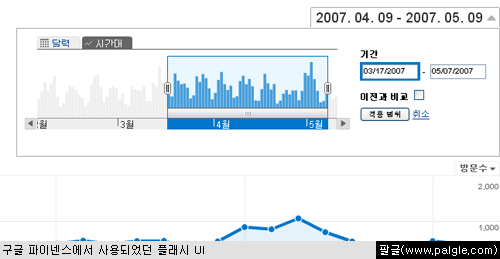 2007. 04. 09 - 2007. 05. 09
달력
시간대
기간
03/17/2007 - 05/07/2007
이전과 비교
적용 범위 취소
월 3월 4월 5월
방문수
2,000
1,000
구글 파이넨스에서 사용되었던 플래시 UI
팔글(www.palgle.com)